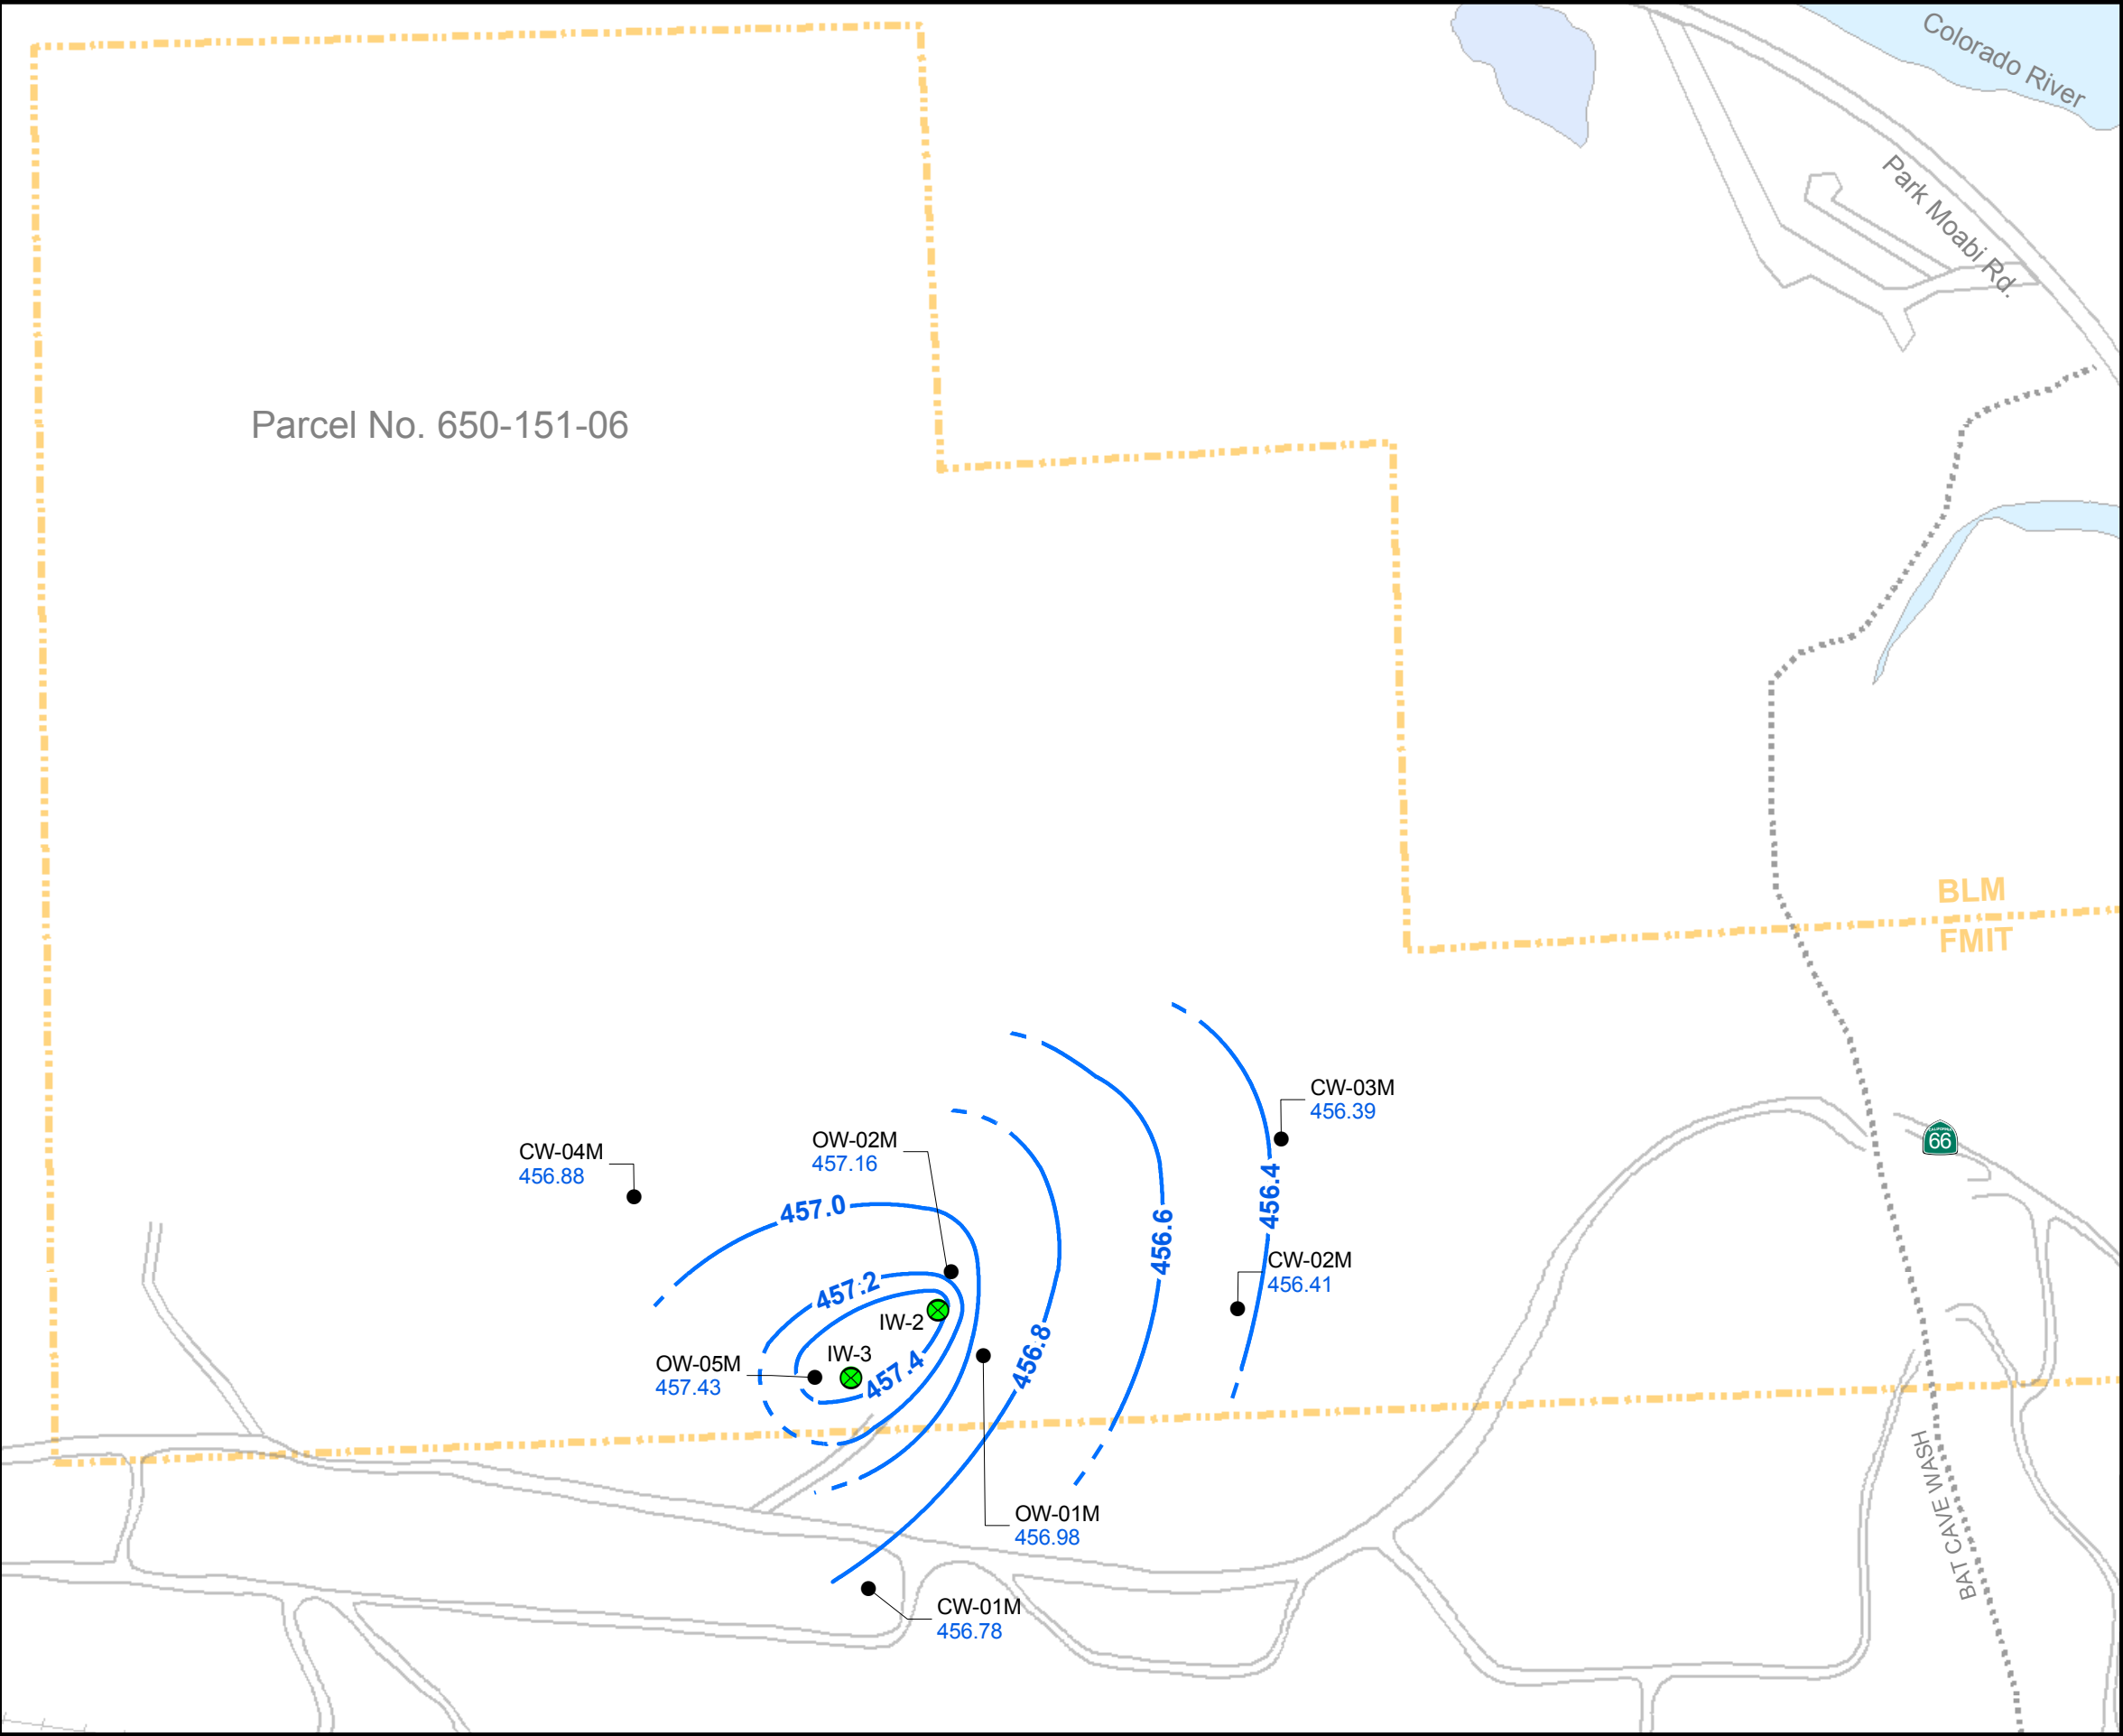 Colorado River
Park Moabi Rd.
Parcel No. 650-151-06
BLM
FMIT
CW-03M
456.39
CALIFORNIA
66
OW-02M
457.16
CW-04M
456.88
457.0
456.4
456.6
CW-02M
456.41
457.2
IW-2
456.8
IW-3
OW-05M
457.43
457.4
BAT CAVE WASH
OW-01M
456.98
CW-01M
456.78